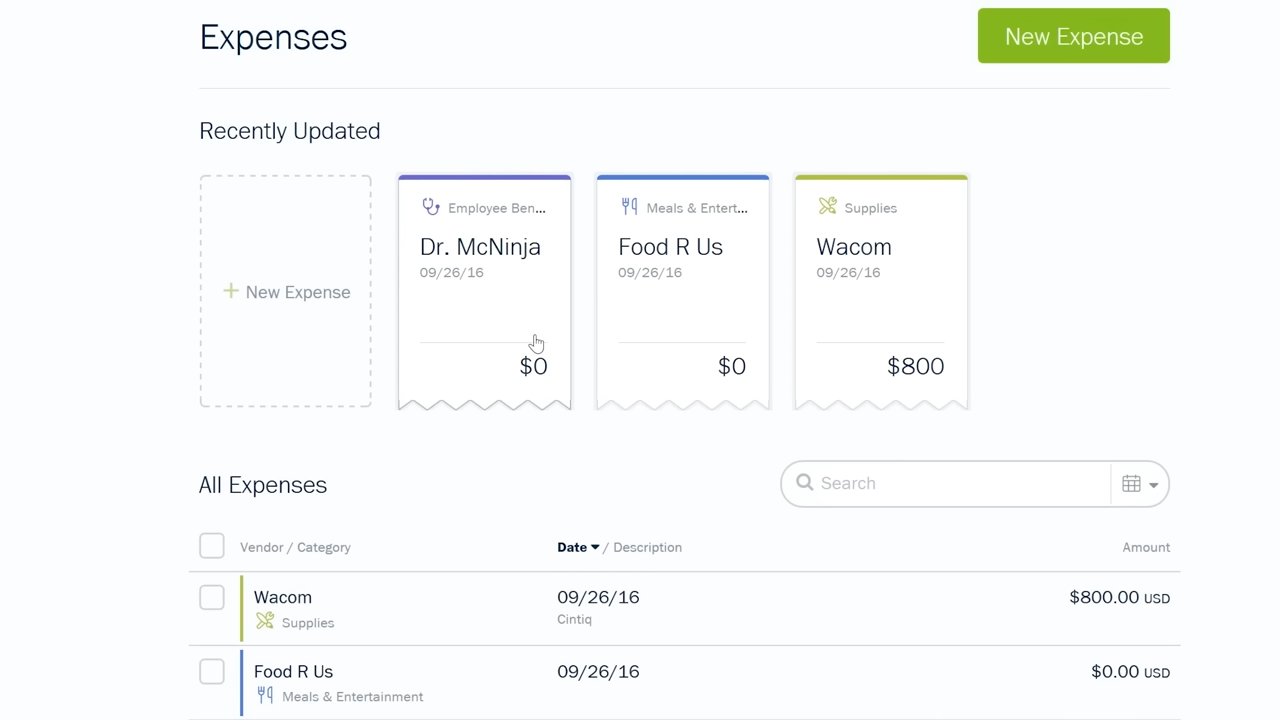 Expenses
New Expense
Recently Updated
+ New Expense
Employee Ben...
Dr. McNinja
09/26/16
$0
Meals & Entert...
Food R Us
09/26/16
$0
Supplies
Wacom
09/26/16
$800
All Expenses
Search
Vendor / Category
Date / Description
Amount
Wacom
09/26/16
$800.00 USD
Supplies
Cintiq
Food R Us
09/26/16
$0.00 USD
Meals & Entertainment